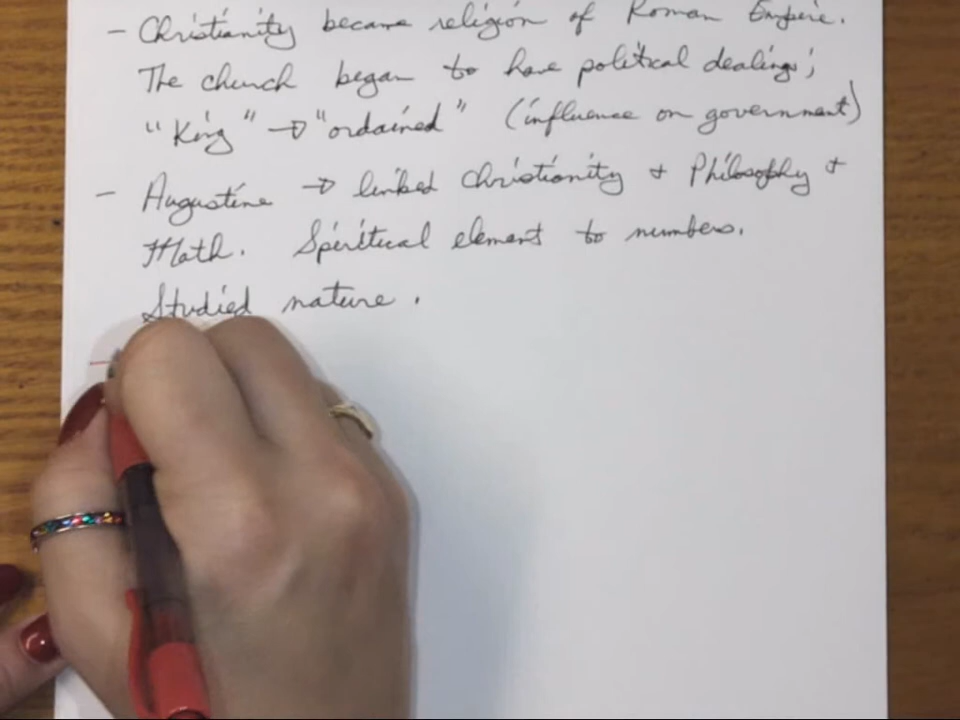 - Christianity became religion of Roman Empire.
The church began to have political dealings;
"King" → "ordained" (influence on government)
- Augustine → linked Christianity + Philosophy +
Math. Spiritual element to numbers.
Studied nature.
-